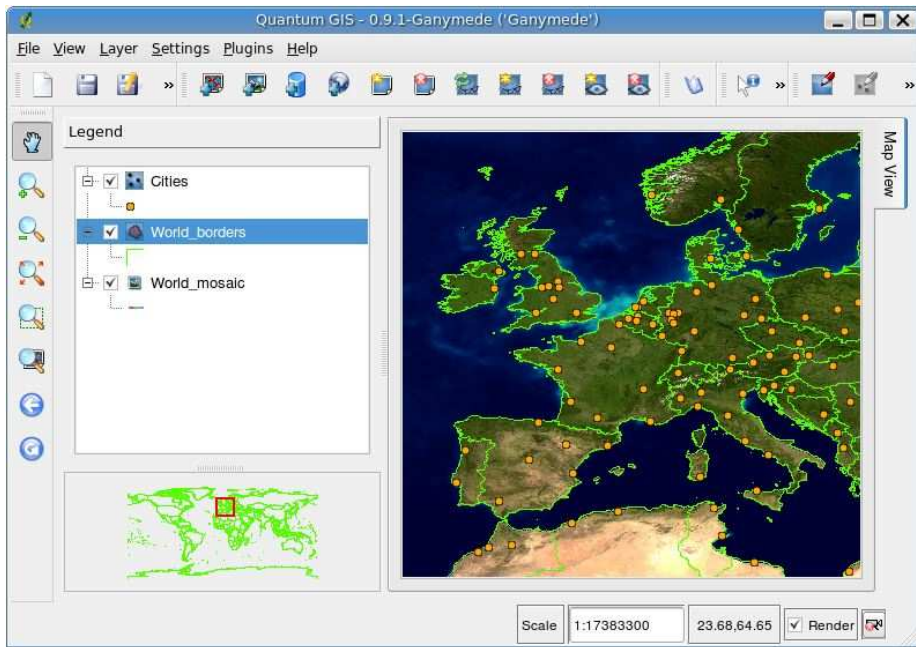 Quantum GIS - 0.9.1-Ganymede ('Ganymede')
File View Layer Settings Plugins Help
» » »
Legend
Cities
World_borders
World_mosaic
Map View
Scale 1:17383300 23.68,64.65 Render